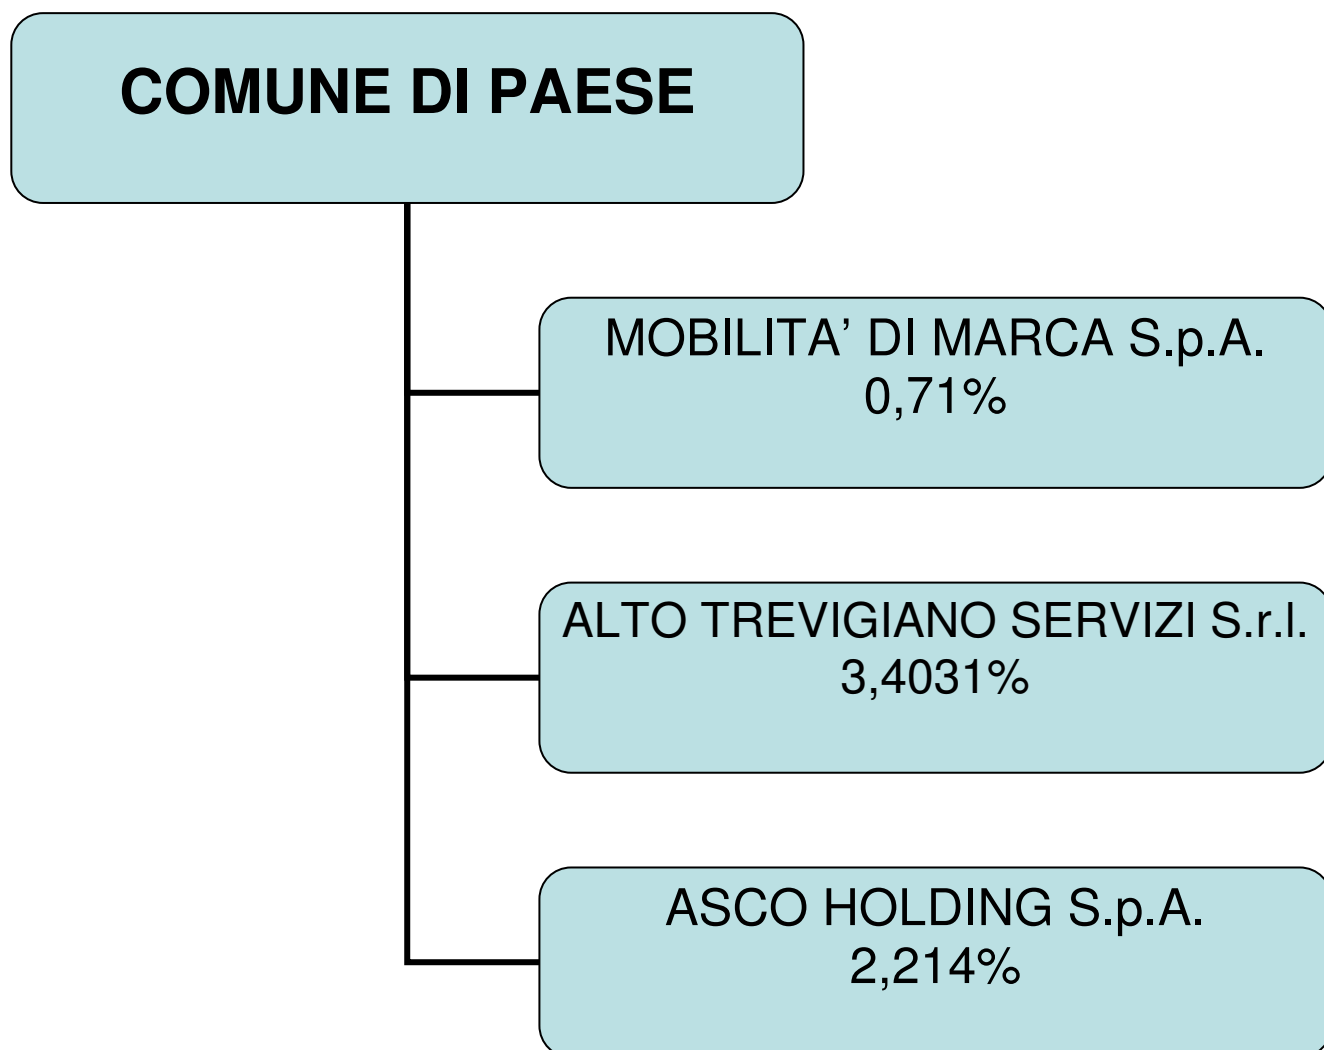 COMUNE DI PAESE
MOBILITA’ DI MARCA S.p.A.
0,71%
ALTO TREVIGIANO SERVIZI S.r.l.
3,4031%
ASCO HOLDING S.p.A.
2,214%